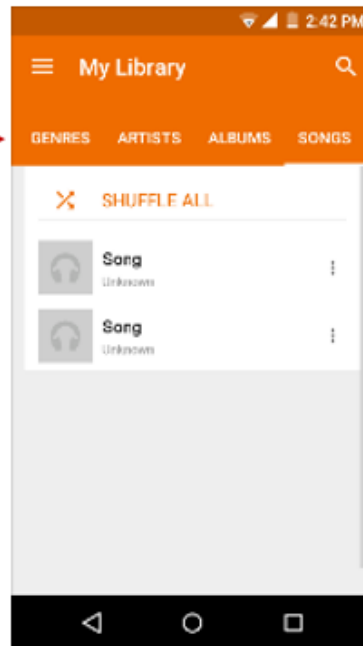 2:42 PM
My Library
GENRES ARTISTS ALBUMS SONGS
SHUFFLE ALL
Song
Unknown
Song
Unknown